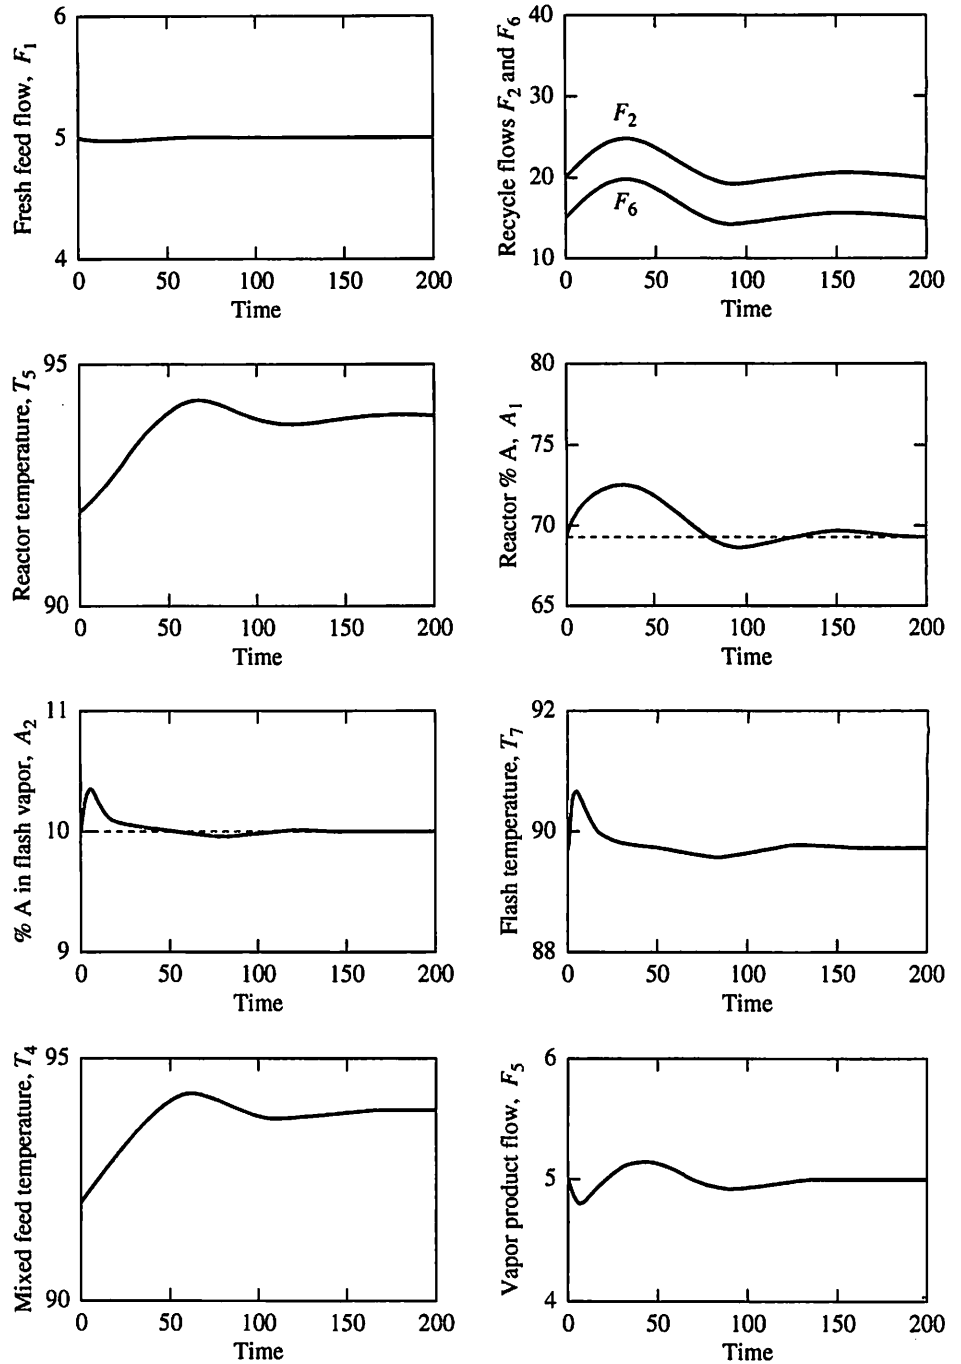 6
5
4
0 50 100 150 200
Time
Fresh feed flow, F₁
40
30
20
10
0 50 100 150 200
Time
Recycle flows F₂ and F₆
F₂
F₆
95
90
0 50 100 150 200
Time
Reactor temperature, T₅
80
75
70
65
0 50 100 150 200
Time
Reactor % A, A₁
11
10
9
0 50 100 150 200
Time
% A in flash vapor, A₂
92
90
88
0 50 100 150 200
Time
Flash temperature, T₇
95
90
0 50 100 150 200
Time
Mixed feed temperature, T₄
6
5
4
0 50 100 150 200
Time
Vapor product flow, F₅